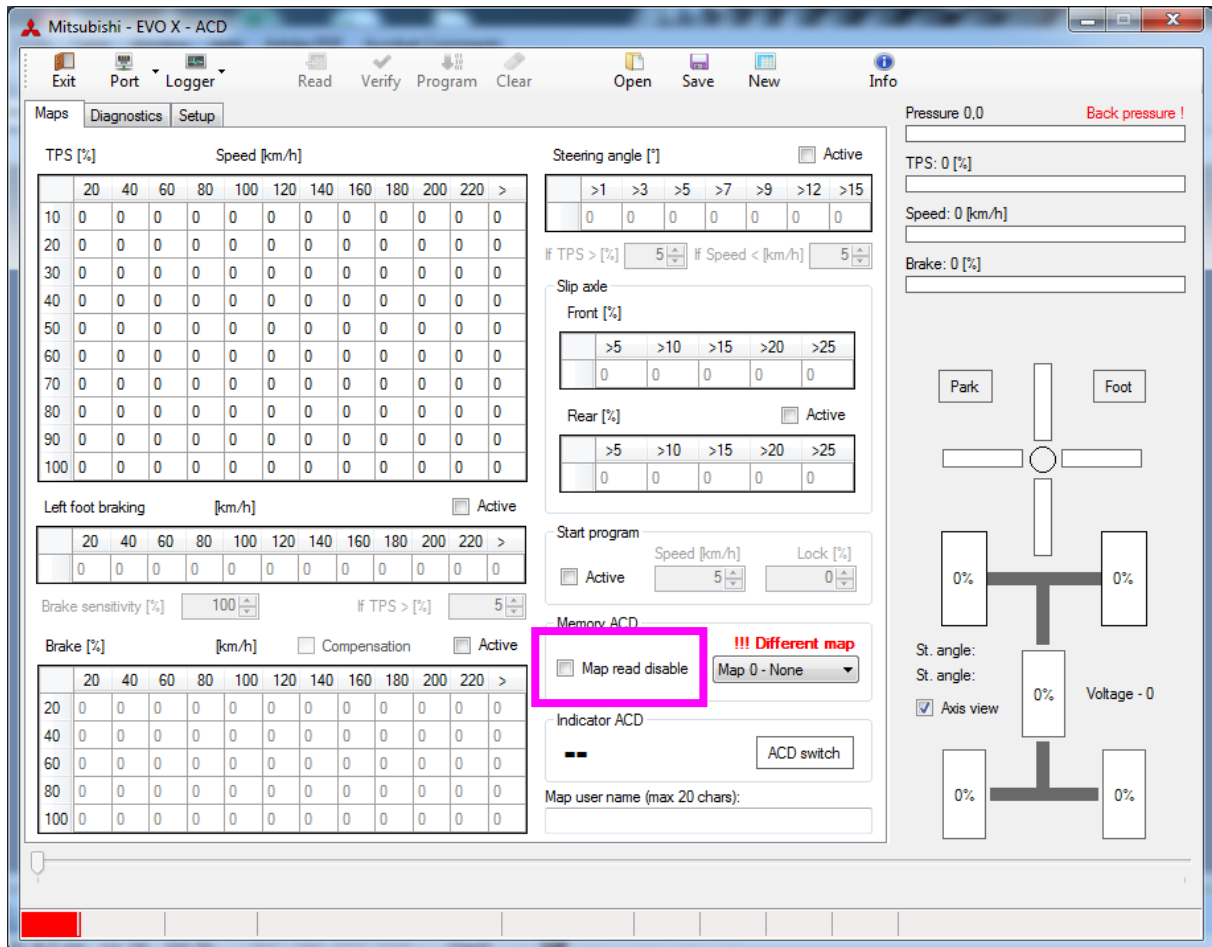 Mitsubishi - EVO X - ACD
Exit Port Logger Read Verify Program Clear Open Save New Info
Maps Diagnostics Setup
TPS [%] Speed [km/h]
20 40 60 80 100 120 140 160 180 200 220 >
10 0 0 0 0 0 0 0 0 0 0 0 0
20 0 0 0 0 0 0 0 0 0 0 0 0
30 0 0 0 0 0 0 0 0 0 0 0 0
40 0 0 0 0 0 0 0 0 0 0 0 0
50 0 0 0 0 0 0 0 0 0 0 0 0
60 0 0 0 0 0 0 0 0 0 0 0 0
70 0 0 0 0 0 0 0 0 0 0 0 0
80 0 0 0 0 0 0 0 0 0 0 0 0
90 0 0 0 0 0 0 0 0 0 0 0 0
100 0 0 0 0 0 0 0 0 0 0 0 0
Left foot braking [km/h] Active
20 40 60 80 100 120 140 160 180 200 220 >
0 0 0 0 0 0 0 0 0 0 0 0
Brake sensitivity [%] 100 If TPS > [%] 5
Brake [%] [km/h] Compensation Active
20 40 60 80 100 120 140 160 180 200 220 >
20 0 0 0 0 0 0 0 0 0 0 0 0
40 0 0 0 0 0 0 0 0 0 0 0 0
60 0 0 0 0 0 0 0 0 0 0 0 0
80 0 0 0 0 0 0 0 0 0 0 0 0
100 0 0 0 0 0 0 0 0 0 0 0 0
Steering angle [°] Active
>1 >3 >5 >7 >9 >12 >15
0 0 0 0 0 0 0
If TPS > [%] 5 If Speed < [km/h] 5
Slip axle
Front [%]
>5 >10 >15 >20 >25
0 0 0 0 0
Rear [%] Active
>5 >10 >15 >20 >25
0 0 0 0 0
Start program
Speed [km/h] Lock [%]
Active 5 0
Memory ACD
!!! Different map
Map read disable Map 0 - None
Indicator ACD
-- ACD switch
Map user name (max 20 chars):
Pressure 0,0 Back pressure !
TPS: 0 [%]
Speed: 0 [km/h]
Brake: 0 [%]
Park Foot
0% 0%
St. angle:
St. angle:
0% Voltage - 0
Axis view
0% 0%